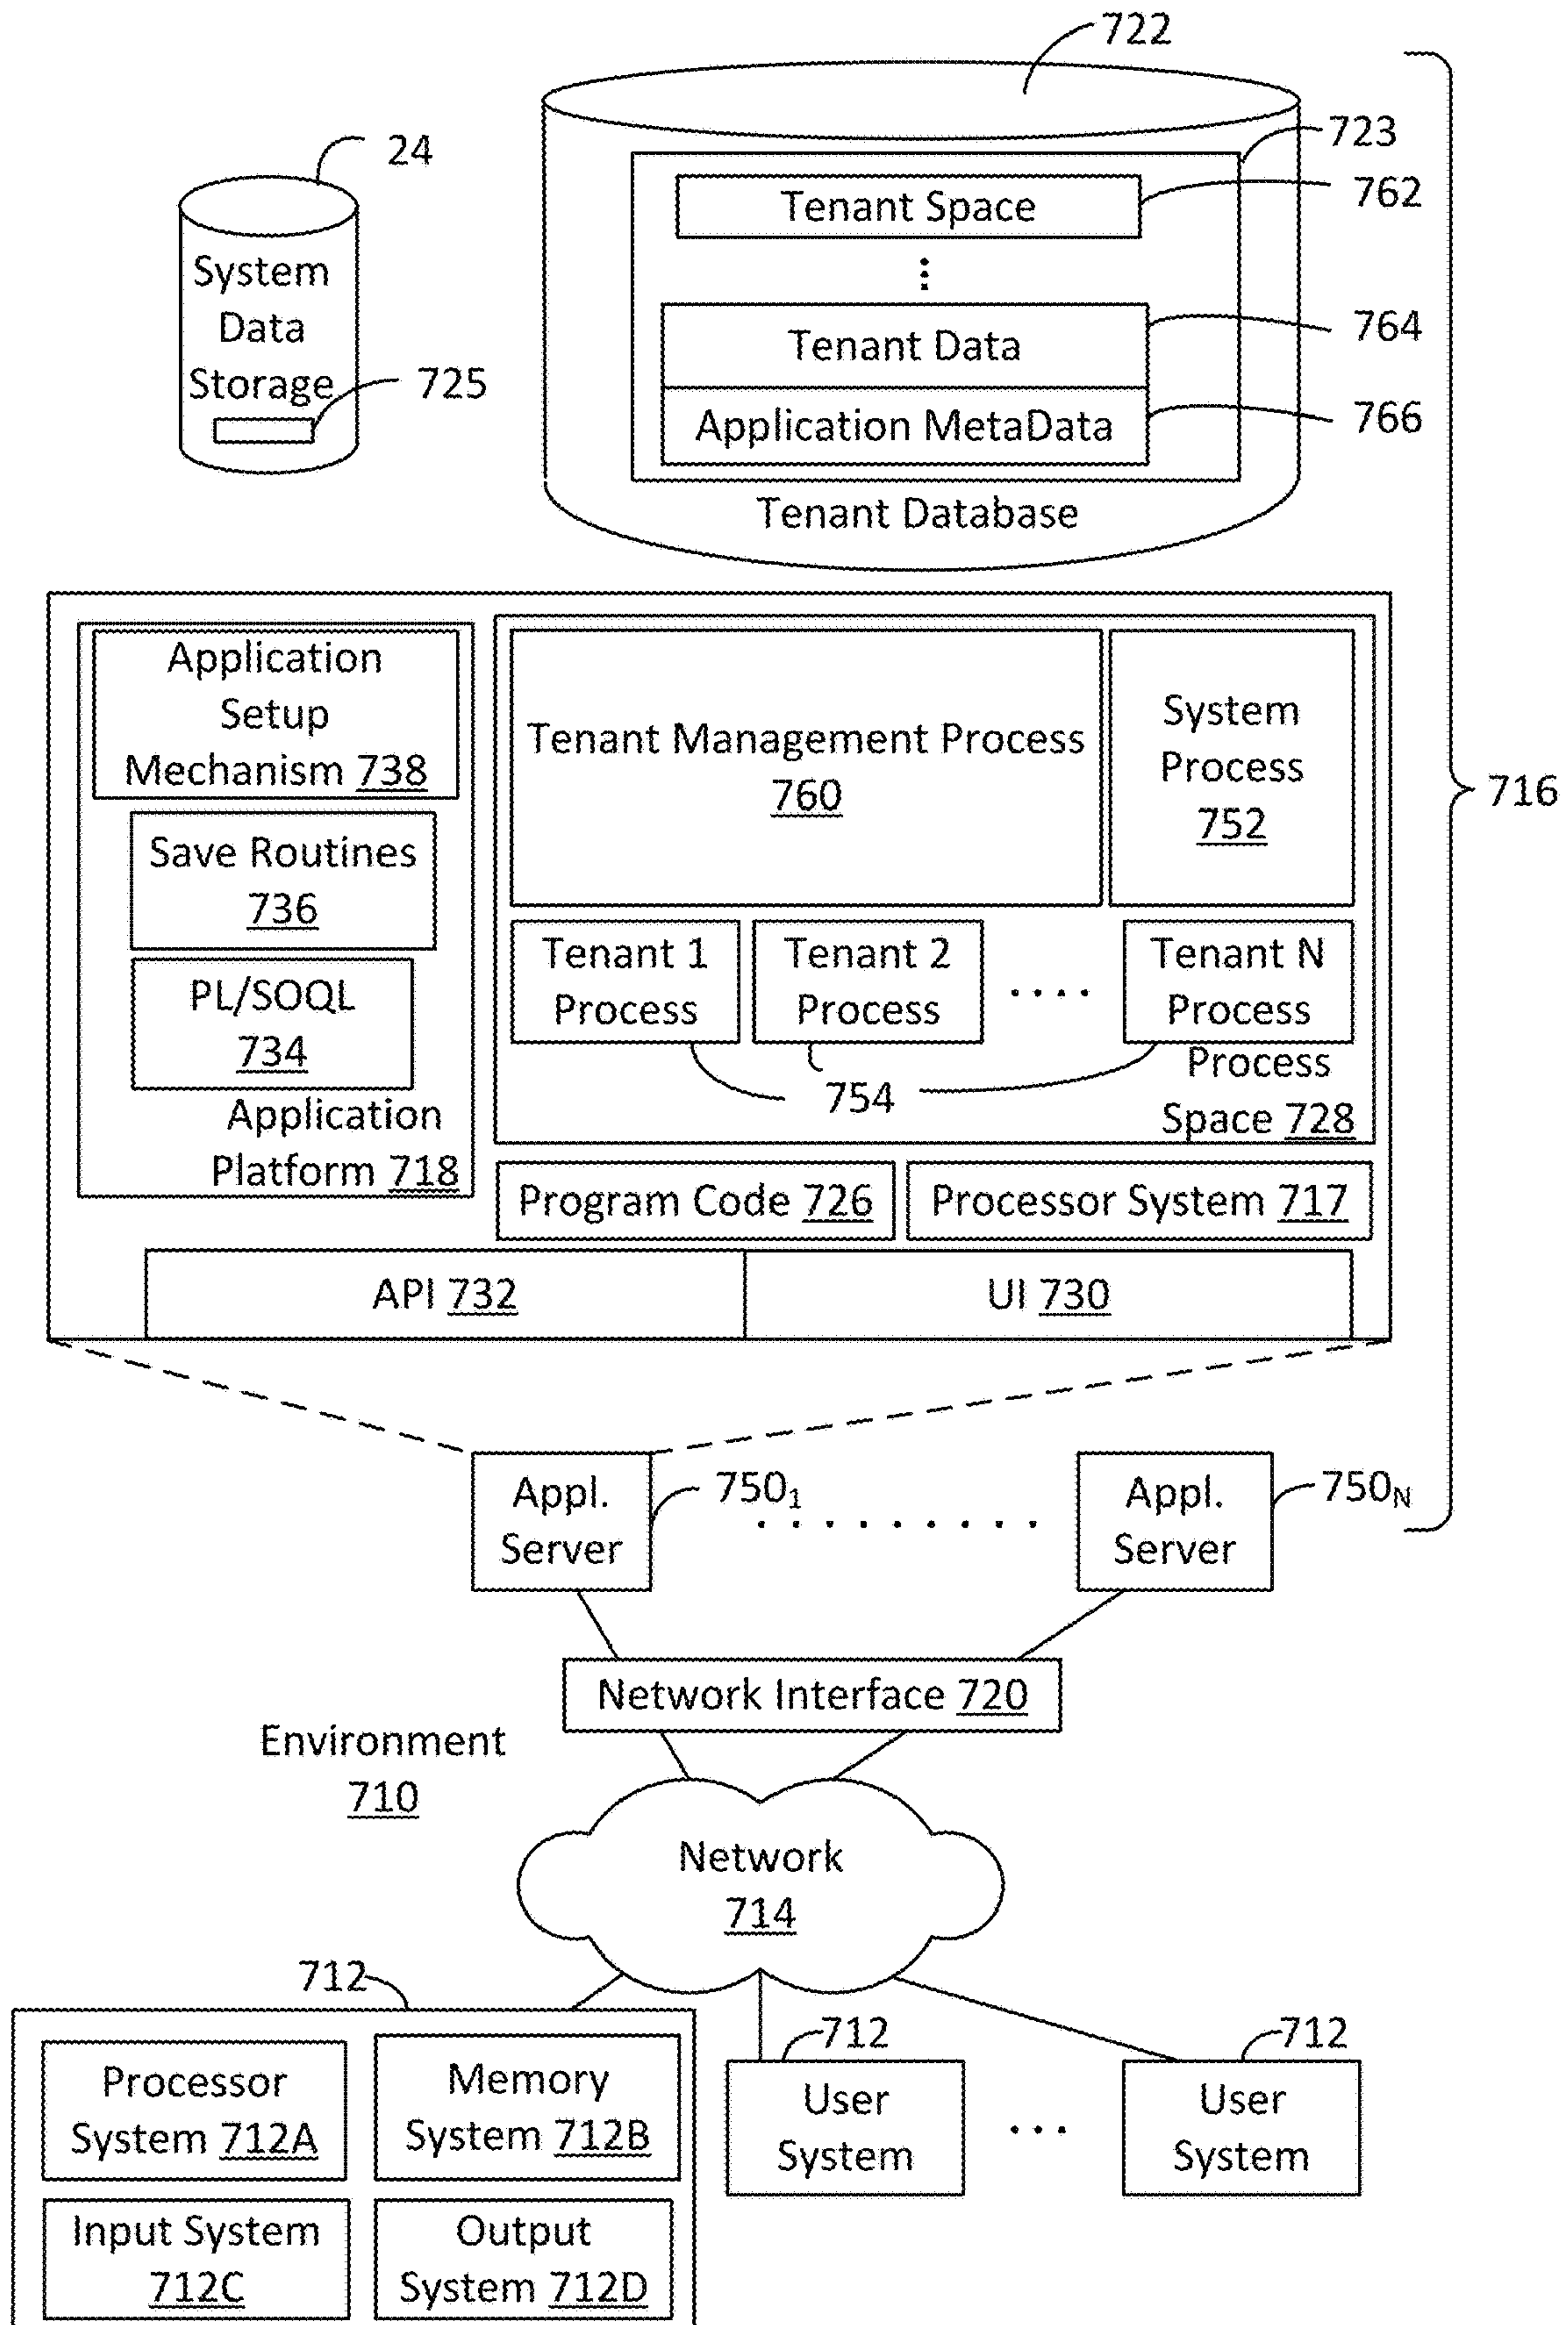 722
723
24
762
Tenant Space
System
Data
Storage
764
Tenant Data
725
766
Application MetaData
Tenant Database
Application
Setup
Mechanism 738
Tenant Management Process
760
System
Process
752
716
Save Routines
736
Tenant 1
Process
Tenant 2
Process
Tenant N
Process
PL/SOQL
734
754
Process
Space 728
Application
Platform 718
Program Code 726
Processor System 717
API 732
UI 730
Appl.
Server
750₁
Appl.
Server
750ₙ
Network Interface 720
Environment
710
Network
714
712
712
712
Processor
System 712A
Memory
System 712B
User
System
User
System
Input System
712C
Output
System 712D